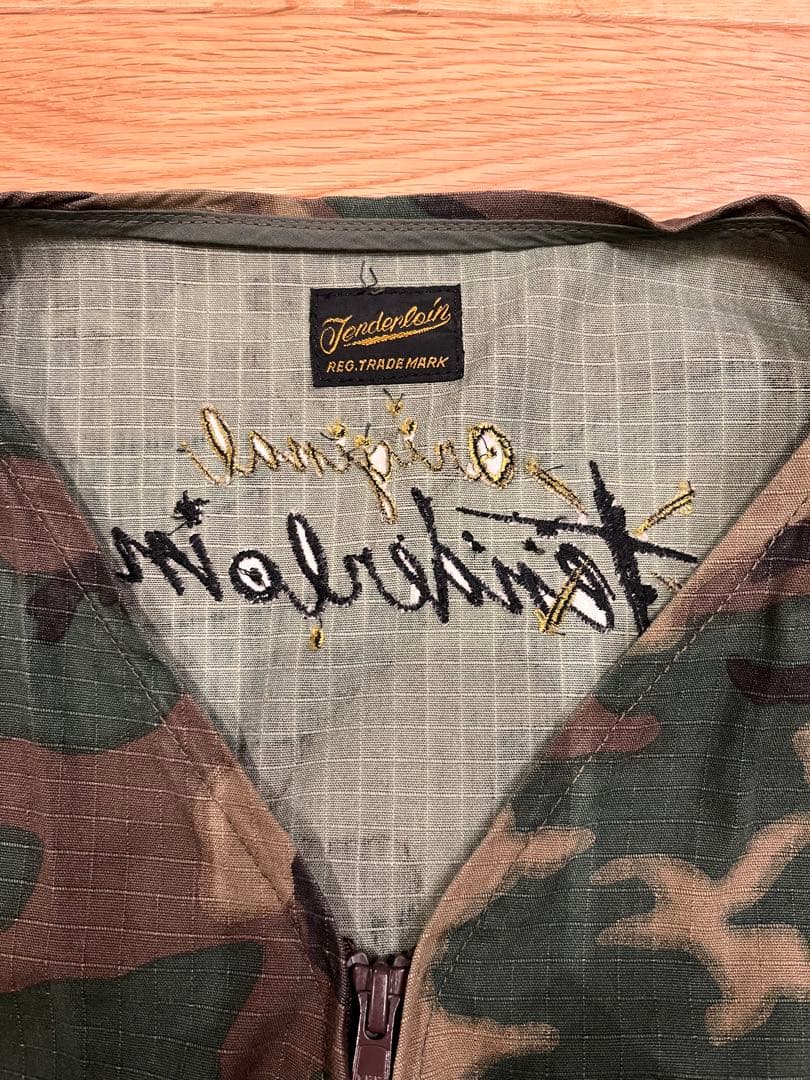 Tenderloin
REG. TRADE MARK
Original
Tenderloin